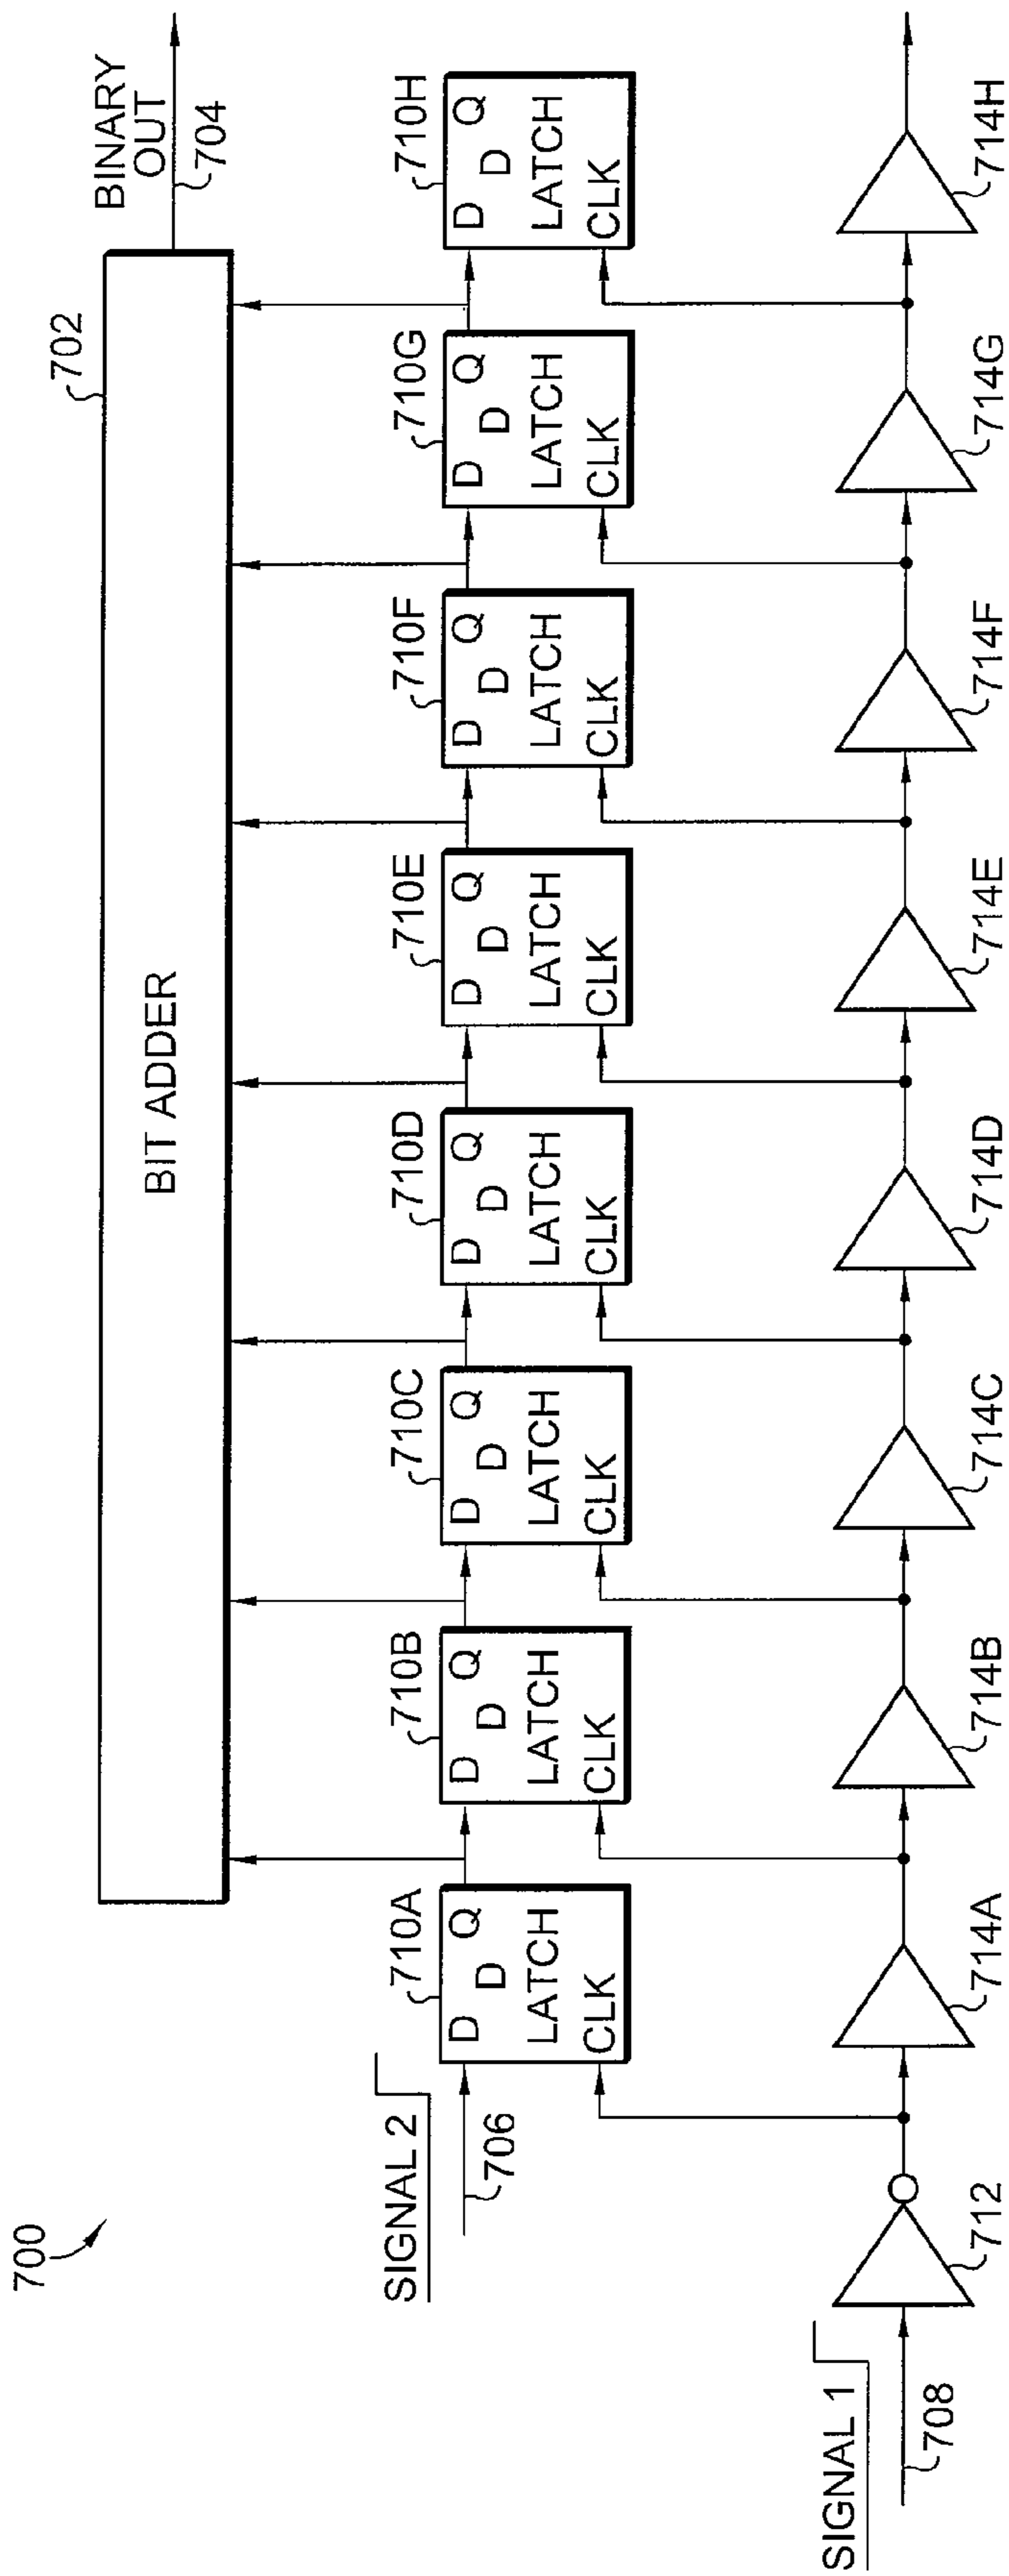 700
702
BIT ADDER
BINARY
OUT
704
SIGNAL 2
706
710A
D Q
D
LATCH
CLK
710B
D Q
D
LATCH
CLK
710C
D Q
D
LATCH
CLK
710D
D Q
D
LATCH
CLK
710E
D Q
D
LATCH
CLK
710F
D Q
D
LATCH
CLK
710G
D Q
D
LATCH
CLK
710H
D Q
D
LATCH
CLK
SIGNAL 1
708
712
714A
714B
714C
714D
714E
714F
714G
714H